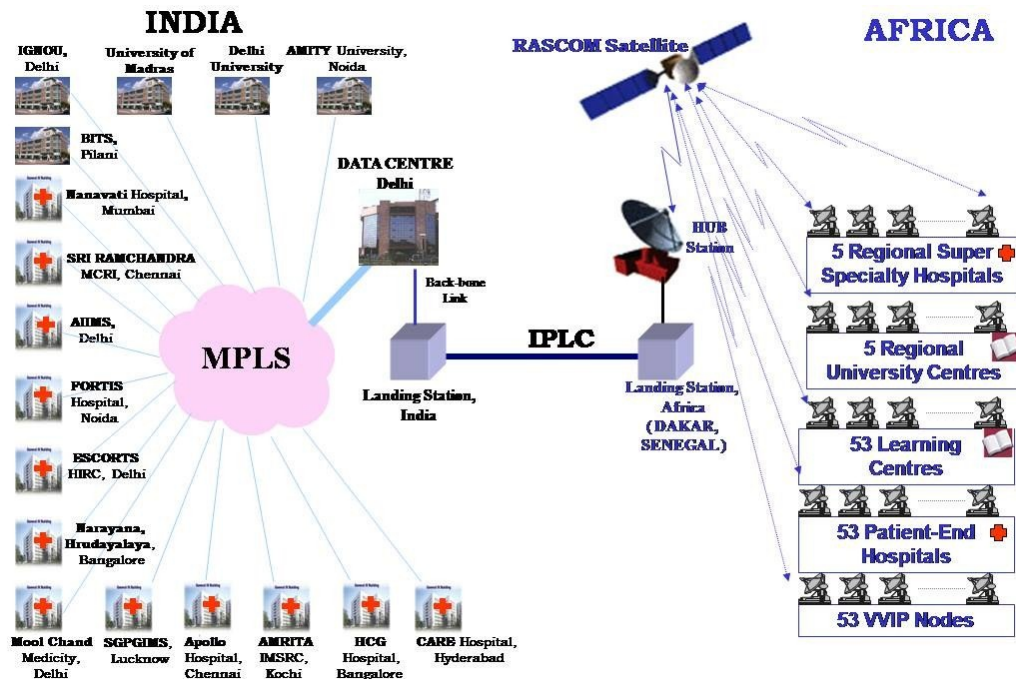 INDIA
IGNOU,
Delhi
University of
Madras
Delhi
University
AMITY University,
Noida
BITS,
Pilani
Nanavati Hospital,
Mumbai
SRI RAMCHANDRA
MCRI, Chennai
AIIMS,
Delhi
FORTIS
Hospital,
Noida
ESCORTS
HIRC, Delhi
Narayana,
Hrudayalaya,
Bangalore
Mool Chand
Medicity,
Delhi
SGPGIMS,
Lucknow
Apollo
Hospital,
Chennai
AMRITA
IMSRC,
Kochi
HCG
Hospital,
Bangalore
CARE Hospital,
Hyderabad
MPLS
DATA CENTRE
Delhi
Back-bone
Link
Landing Station,
India
IPLC
Landing Station,
Africa
(DAKAR,
SENEGAL)
HUB
Station
RASCOM Satellite
AFRICA
5 Regional Super
Specialty Hospitals
5 Regional
University Centres
53 Learning
Centres
53 Patient-End
Hospitals
53 VVIP Nodes